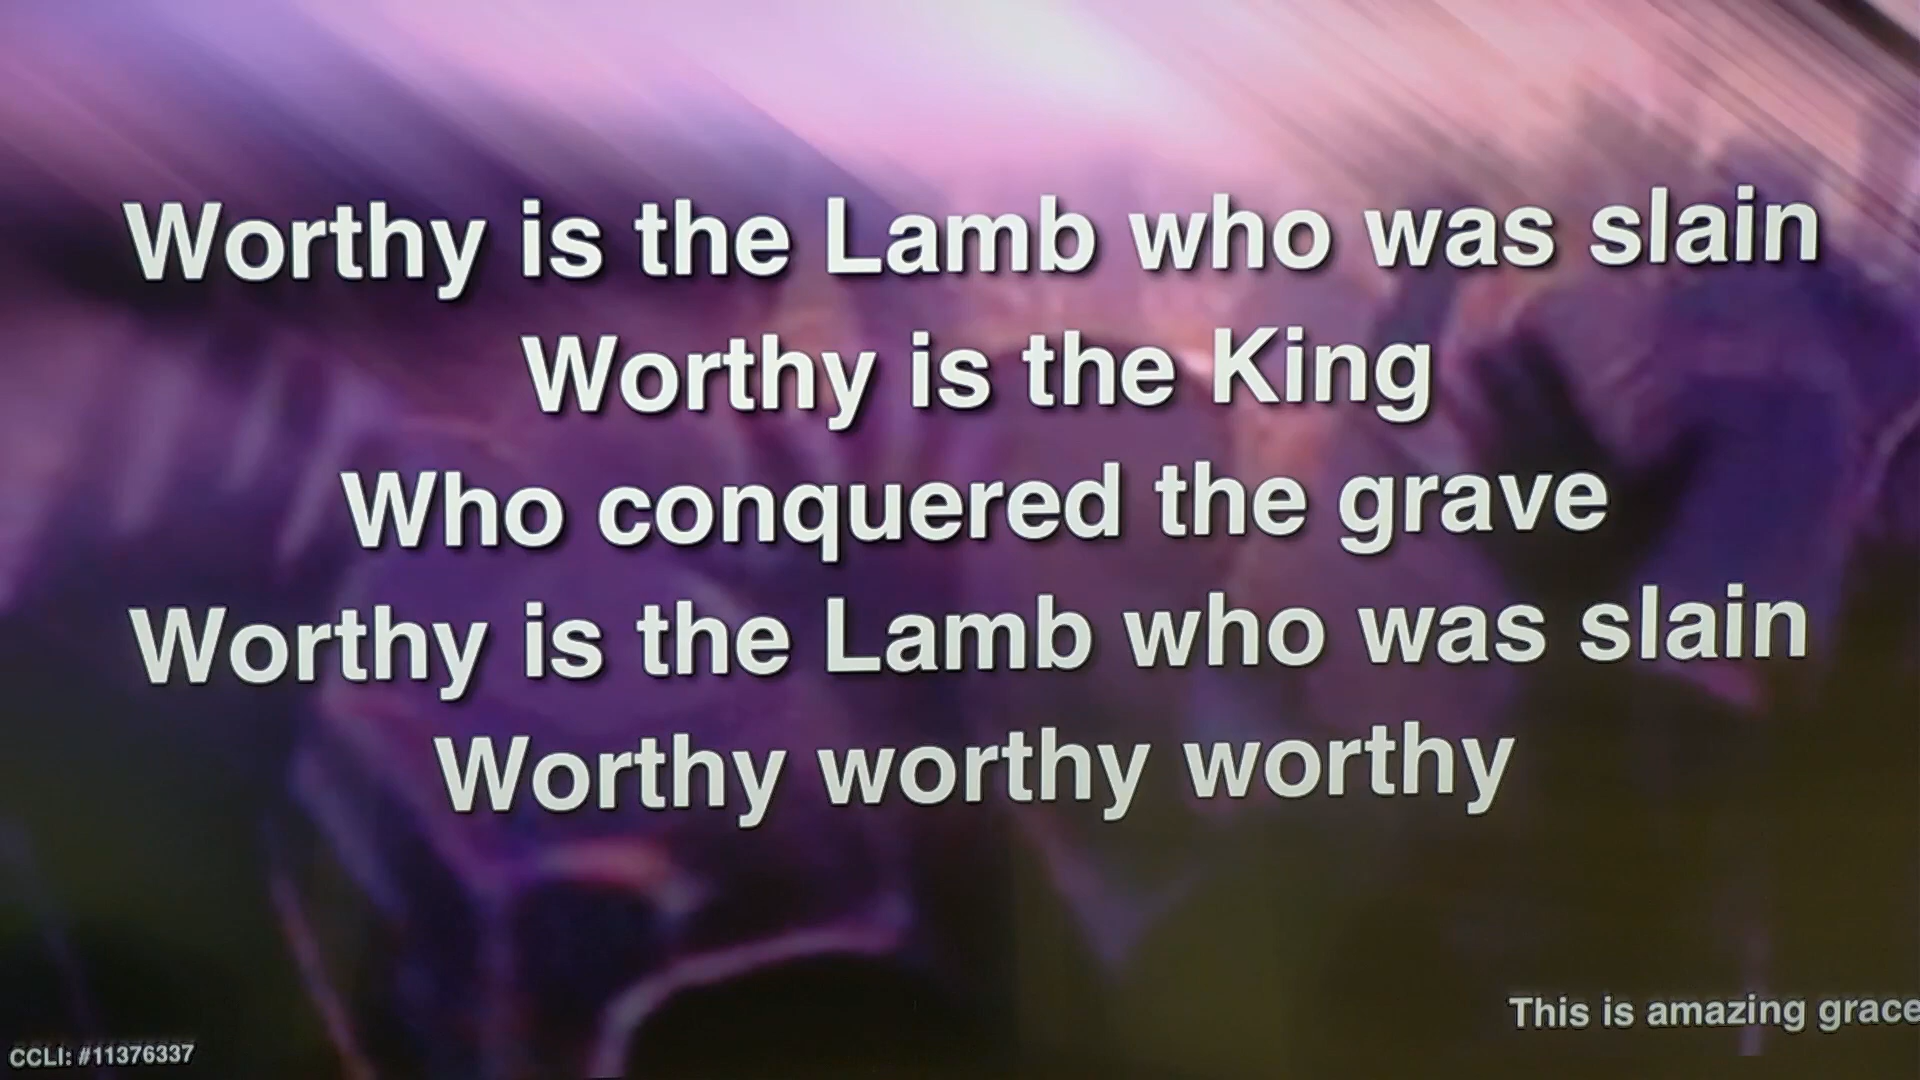 Worthy is the Lamb who was slain
Worthy is the King
Who conquered the grave
Worthy is the Lamb who was slain
Worthy worthy worthy
This is amazing grace
CCLI: #11376337